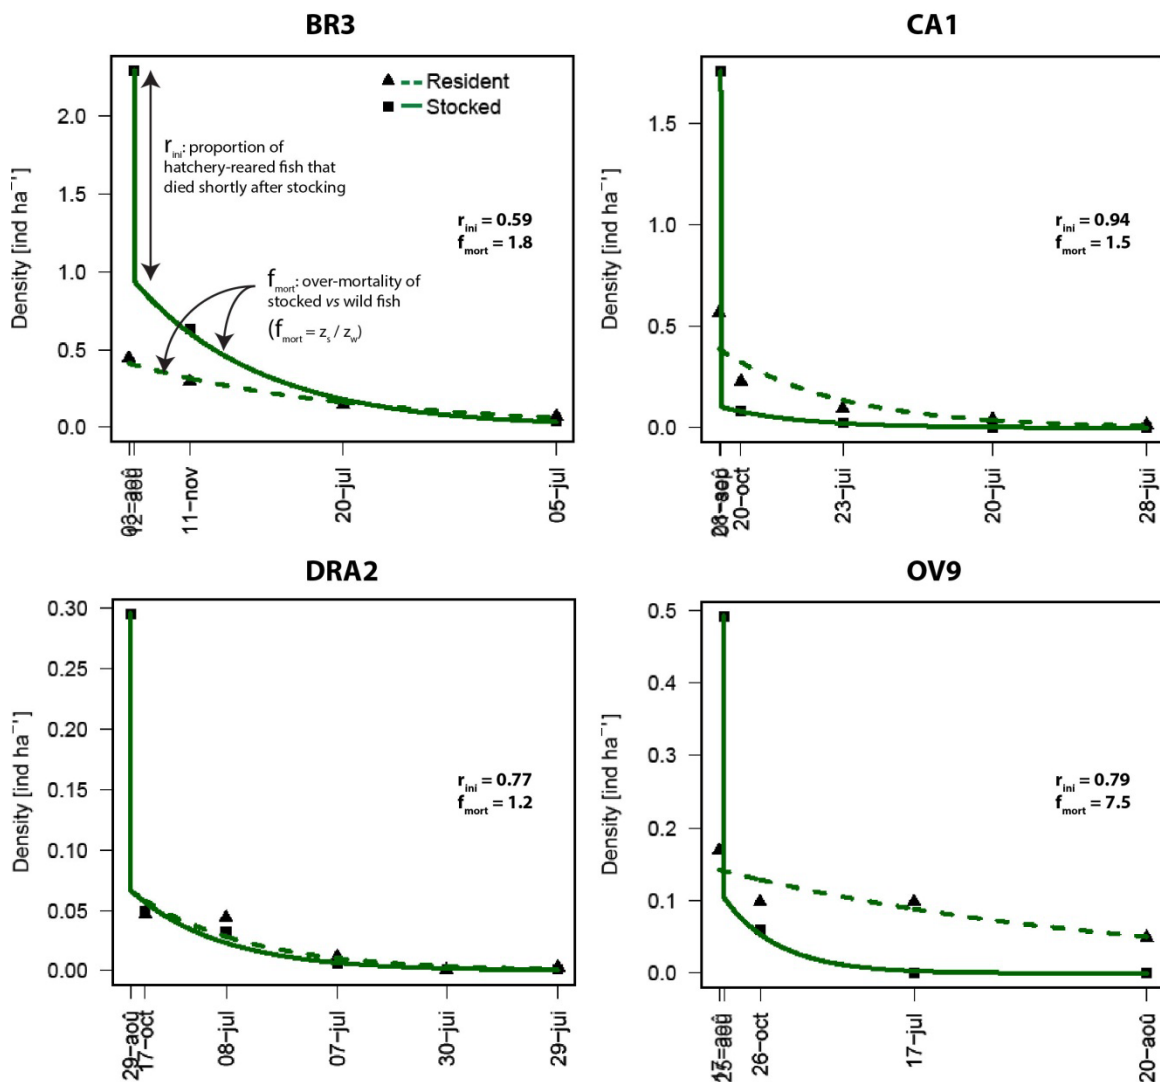 BR3
Density [ind ha⁻¹]
2.0
1.5
1.0
0.5
0.0
Resident
Stocked
r_ini: proportion of
hatchery-reared fish that
died shortly after stocking
r_ini = 0.59
f_mort = 1.8
f_mort: over-mortality of
stocked vs wild fish
(f_mort = z_s / z_w)
11-nov
20-jul
05-jul
CA1
Density [ind ha⁻¹]
1.5
1.0
0.5
0.0
r_ini = 0.94
f_mort = 1.5
20-oct
23-jul
20-jul
28-jul
DRA2
Density [ind ha⁻¹]
0.30
0.25
0.20
0.15
0.10
0.05
0.00
r_ini = 0.77
f_mort = 1.2
29-aoû
17-oct
08-jul
07-jul
30-jul
29-jul
OV9
Density [ind ha⁻¹]
0.5
0.4
0.3
0.2
0.1
0.0
r_ini = 0.79
f_mort = 7.5
26-oct
17-jul
20-aoû